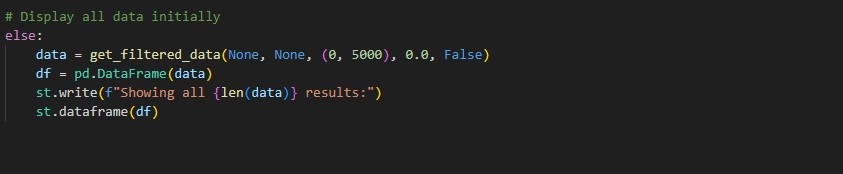 # Display all data initially
else:
    data = get_filtered_data(None, None, (0, 5000), 0.0, False)
    df = pd.DataFrame(data)
    st.write(f"Showing all {len(data)} results:")
    st.dataframe(df)